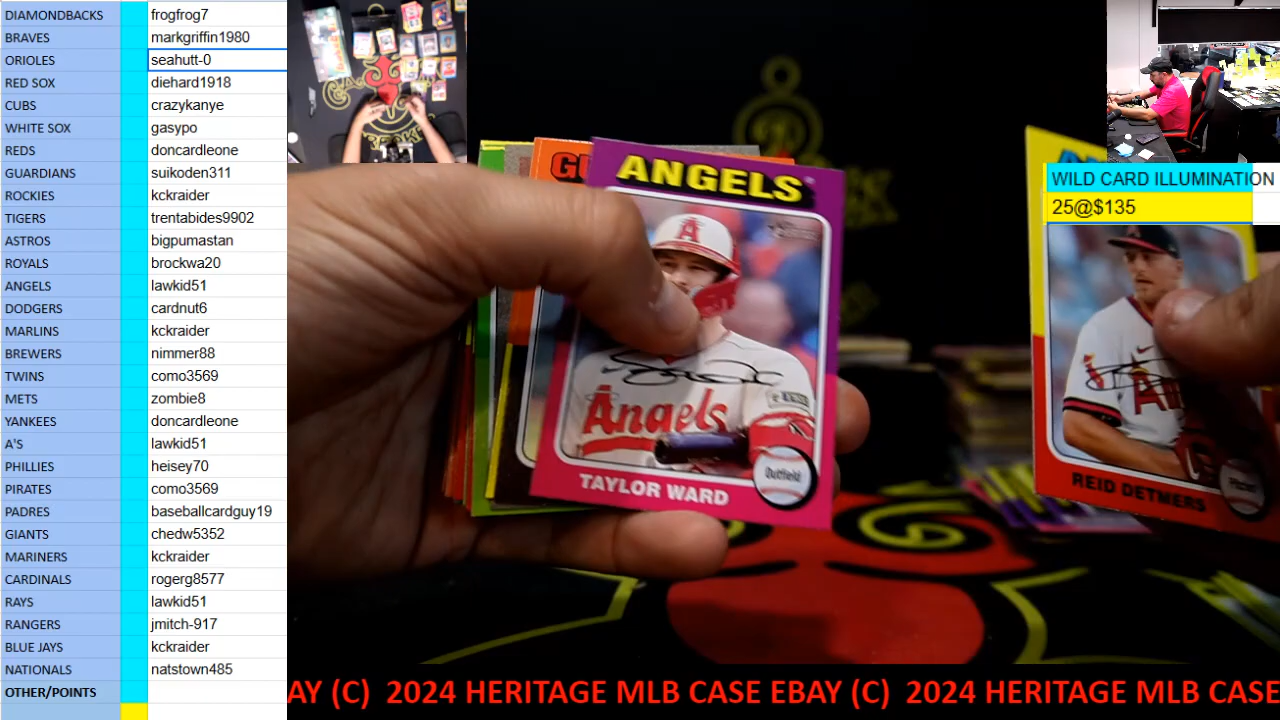 DIAMONDBACKS frogfrog7
BRAVES markgriffin1980
ORIOLES seahutt-0
RED SOX diehard1918
CUBS crazykanye
WHITE SOX gasypo
REDS doncardleone
GUARDIANS suikoden311
ROCKIES kckraider
TIGERS trentabides9902
ASTROS bigpumastan
ROYALS brockwa20
ANGELS lawkid51
DODGERS cardnut6
MARLINS kckraider
BREWERS nimmer88
TWINS como3569
METS zombie8
YANKEES doncardleone
A'S lawkid51
PHILLIES heisey70
PIRATES como3569
PADRES baseballcardguy19
GIANTS chedw5352
MARINERS kckraider
CARDINALS rogerg8577
RAYS lawkid51
RANGERS jmitch-917
BLUE JAYS kckraider
NATIONALS natstown485
OTHER/POINTS
WILD CARD ILLUMINATION
25@$135
GU
ANGELS
Angels
Outfield
TAYLOR WARD
REID DETMERS
Pitcher
AY (C) 2024 HERITAGE MLB CASE EBAY (C) 2024 HERITAGE MLB CASE